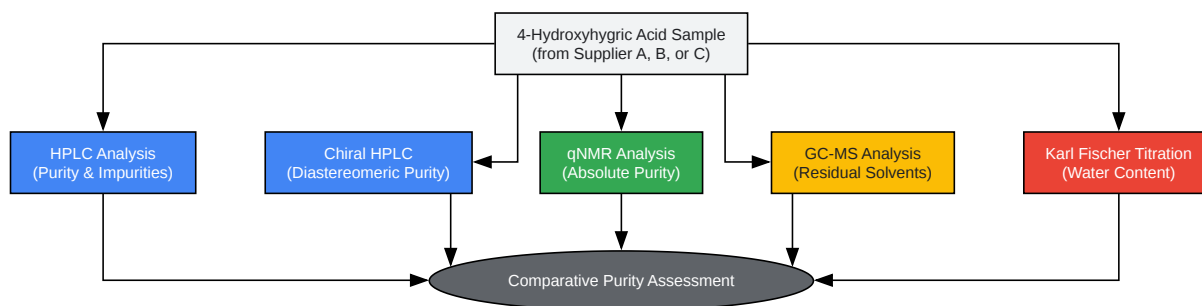 4-Hydroxyhygric Acid Sample
(from Supplier A, B, or C)
HPLC Analysis
(Purity & Impurities)
Chiral HPLC
(Diastereomeric Purity)
qNMR Analysis
(Absolute Purity)
GC-MS Analysis
(Residual Solvents)
Karl Fischer Titration
(Water Content)
Comparative Purity Assessment